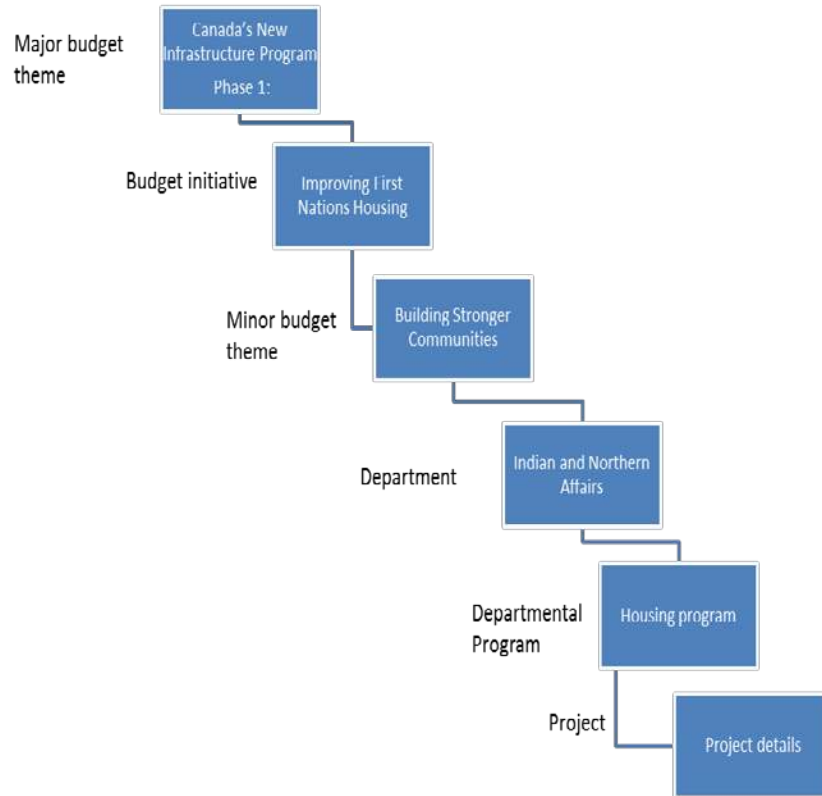 Major budget
theme
Canada's New
Infrastructure Program
Phase 1:
Budget initiative
Improving First
Nations Housing
Minor budget
theme
Building Stronger
Communities
Department
Indian and Northern
Affairs
Departmental
Program
Housing program
Project
Project details